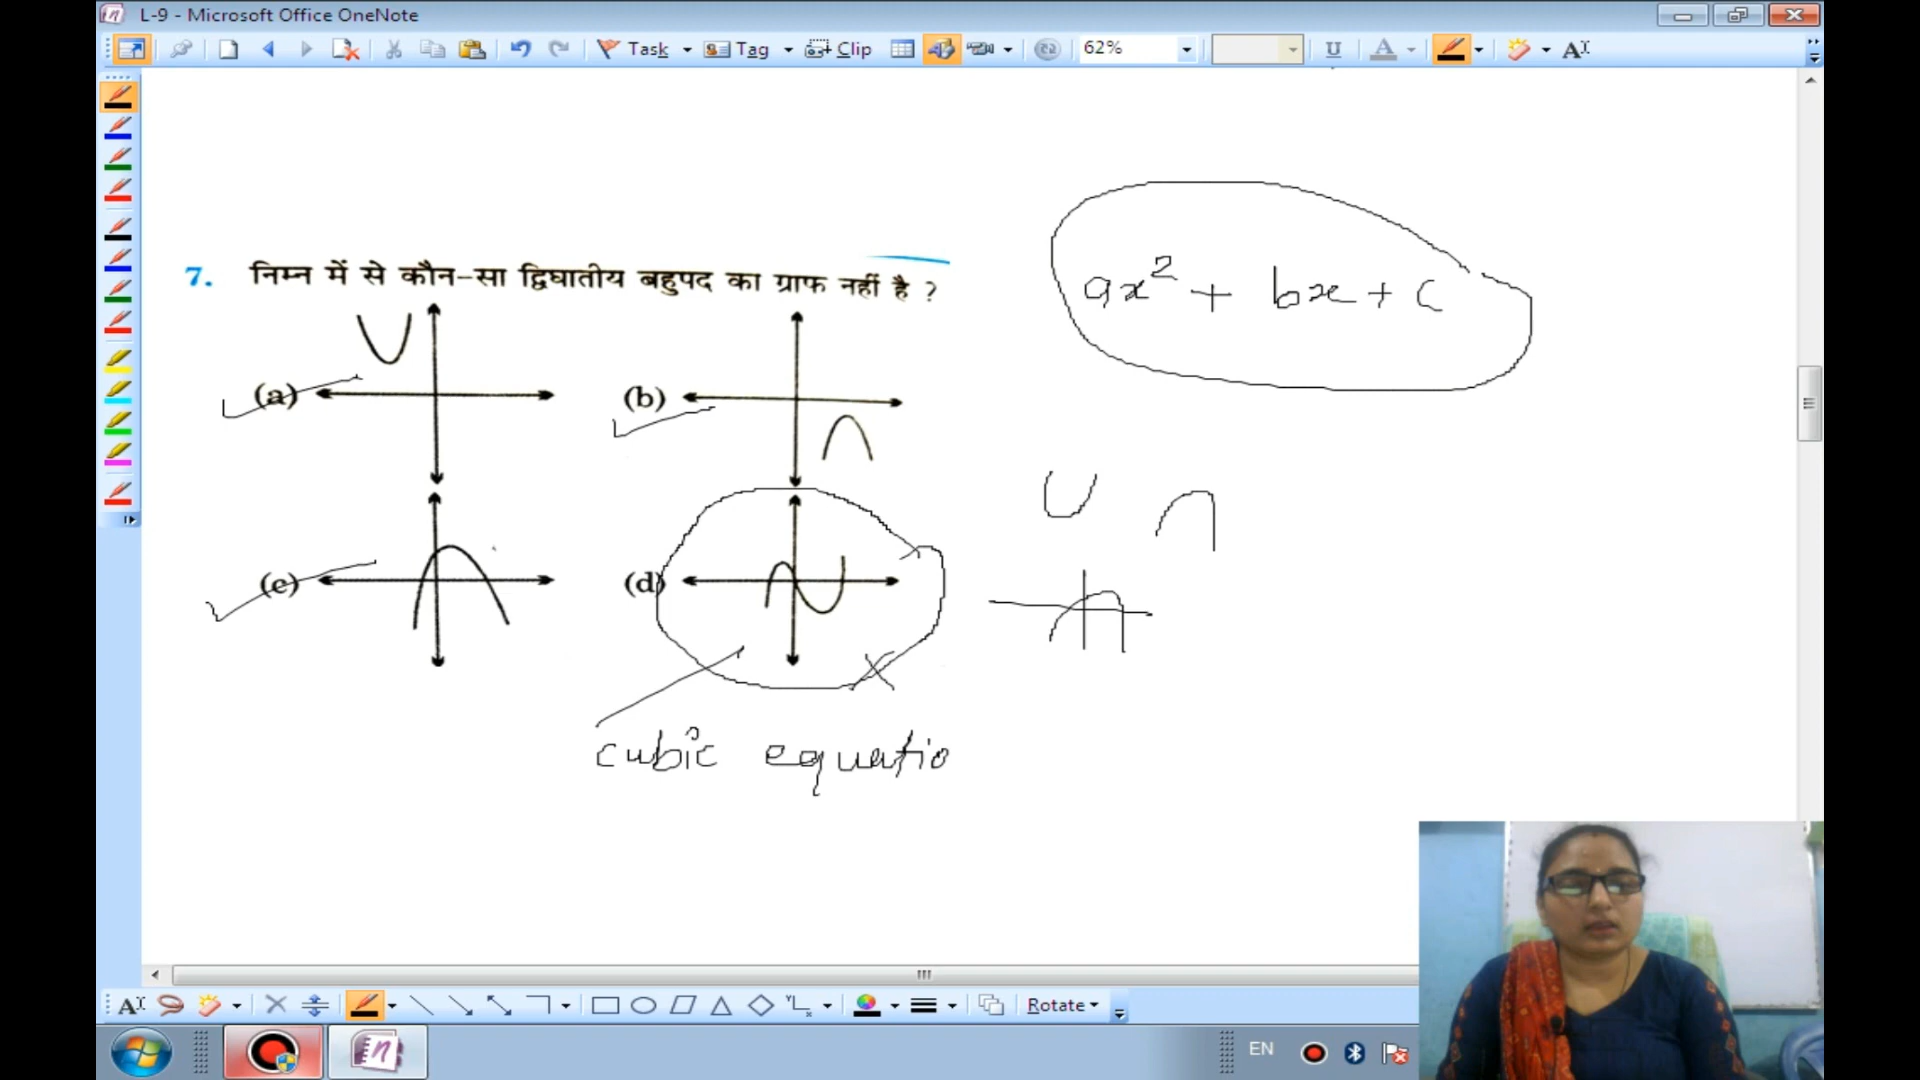 L-9 - Microsoft Office OneNote
Task Tag Clip 62% U A A
ax² + bx + c
7. निम्न में से कौन-सा द्विघातीय बहुपद का ग्राफ नहीं है ?
(a) (b)
(c) (d)
cubic equatio
A Rotate
EN